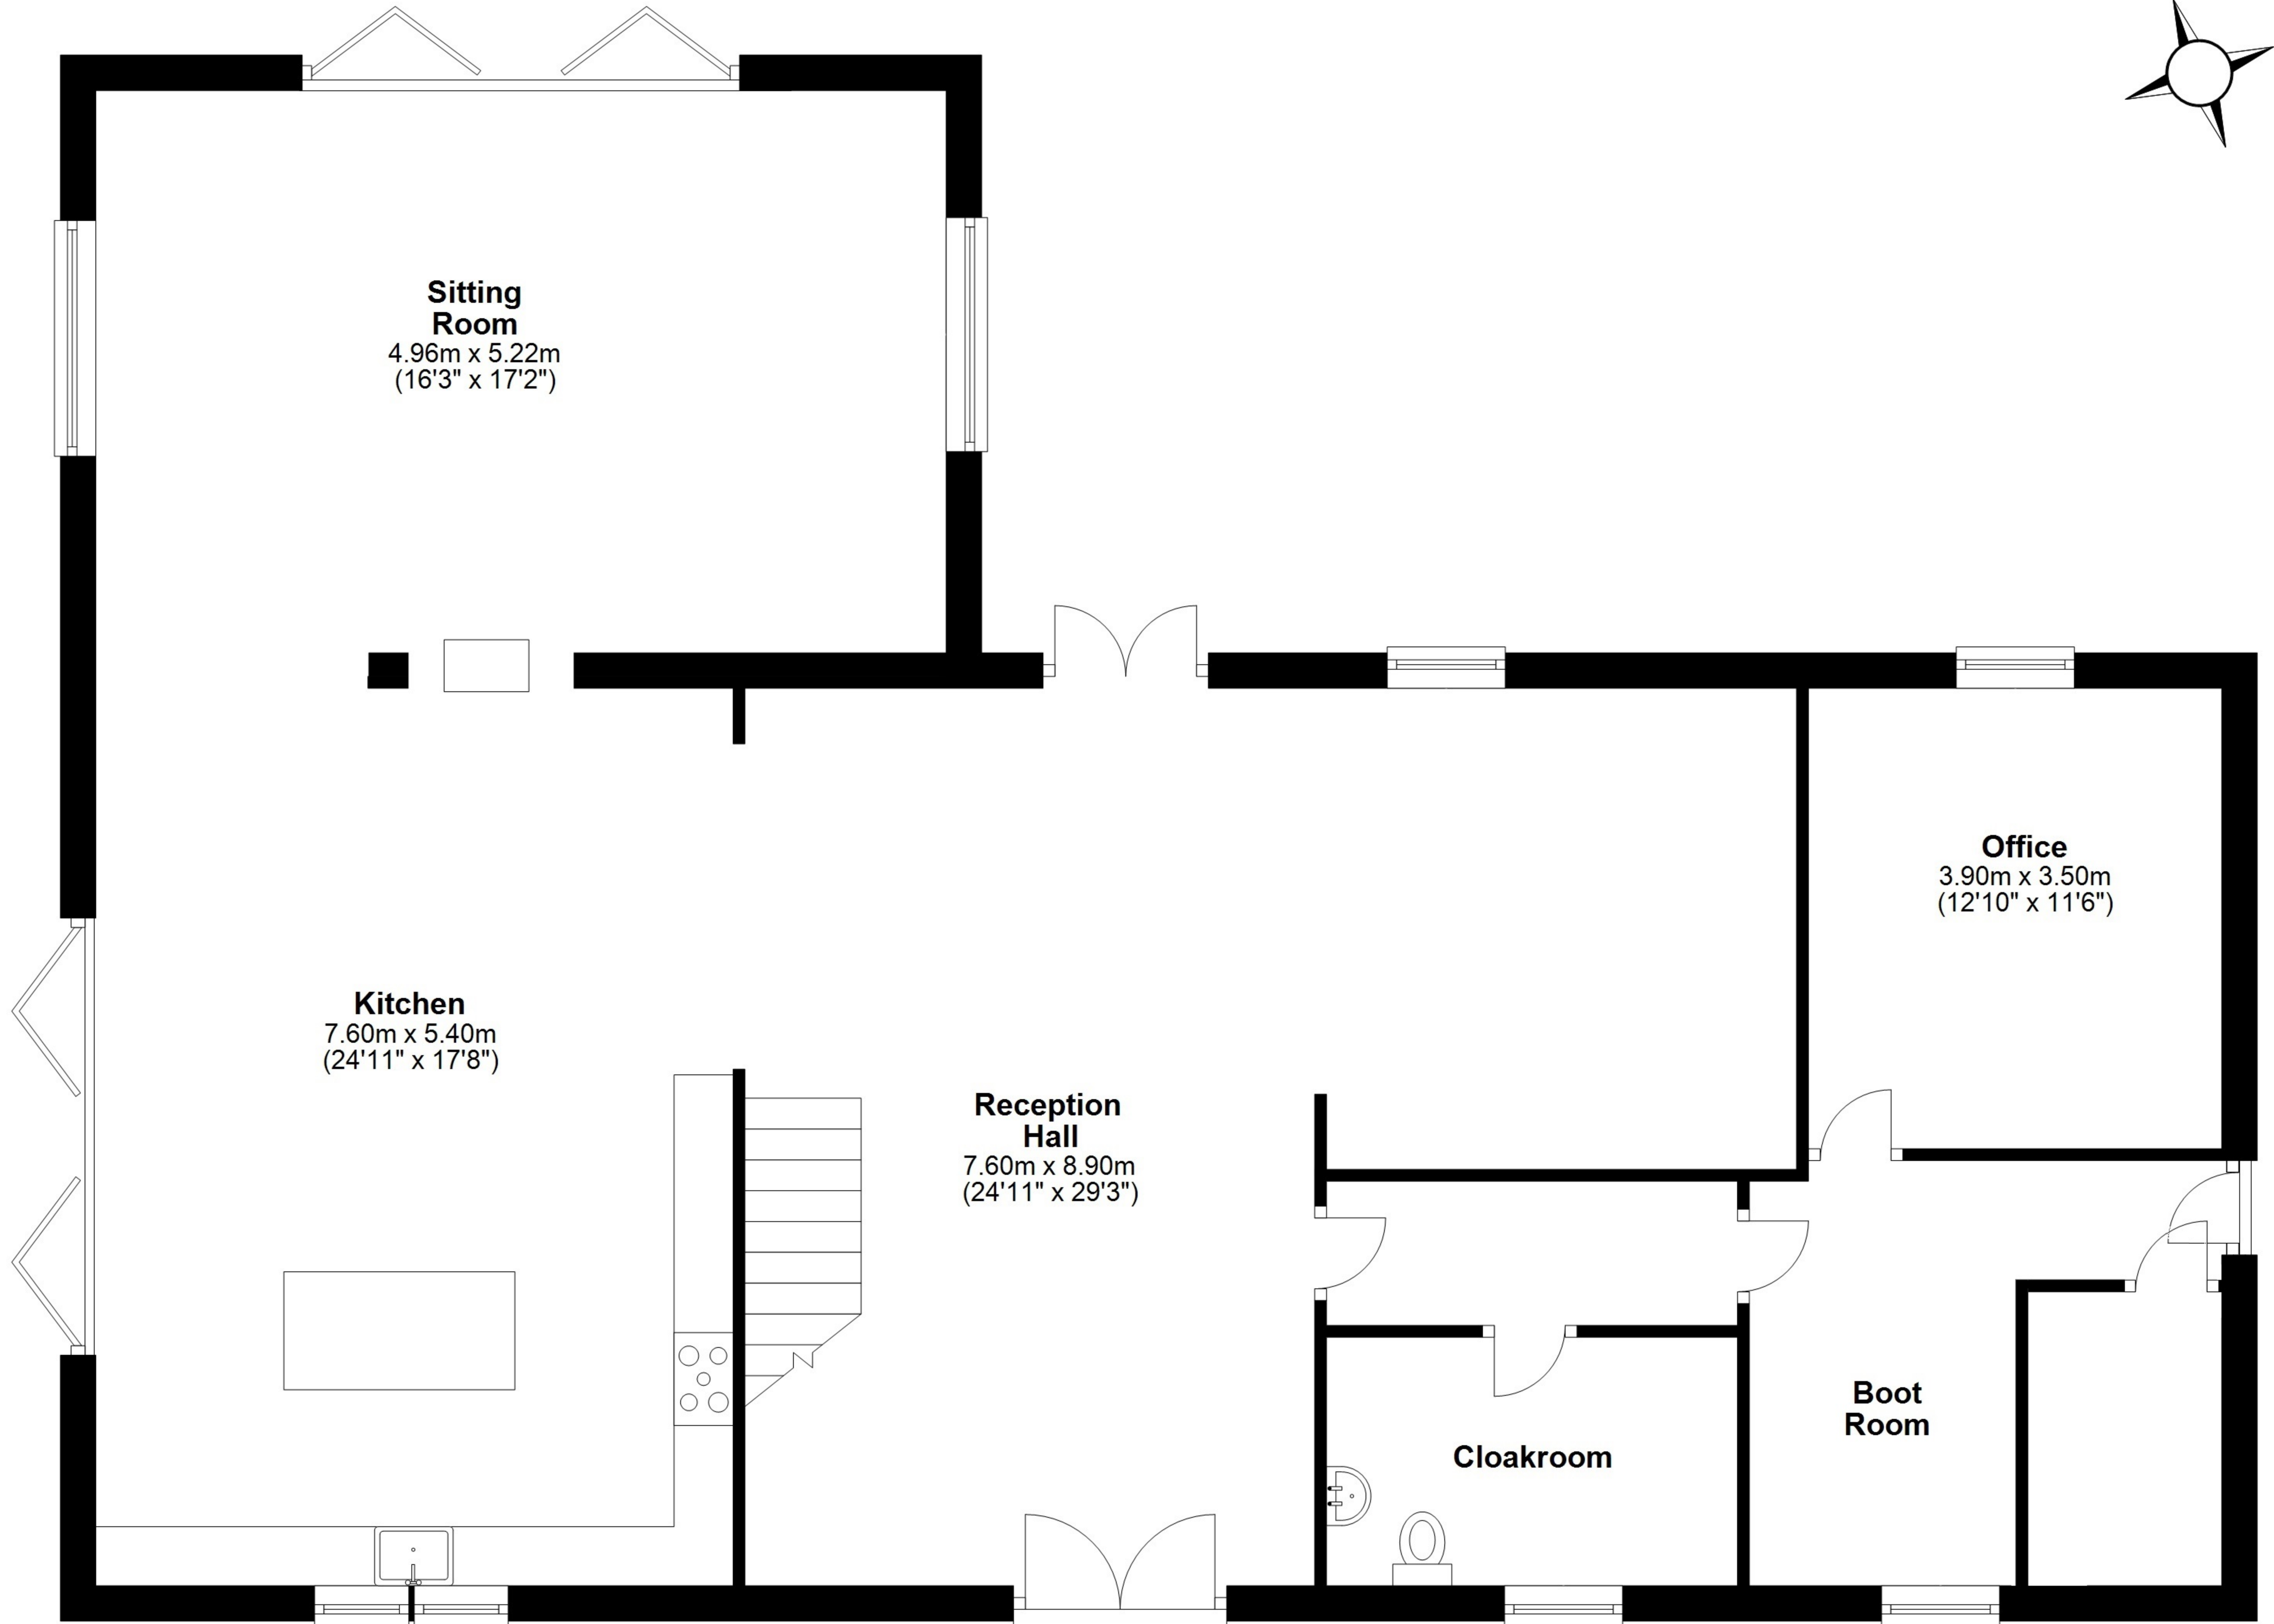 Sitting
Room
4.96m x 5.22m
(16'3" x 17'2")
Office
3.90m x 3.50m
(12'10" x 11'6")
Kitchen
7.60m x 5.40m
(24'11" x 17'8")
Reception
Hall
7.60m x 8.90m
(24'11" x 29'3")
Boot
Room
Cloakroom